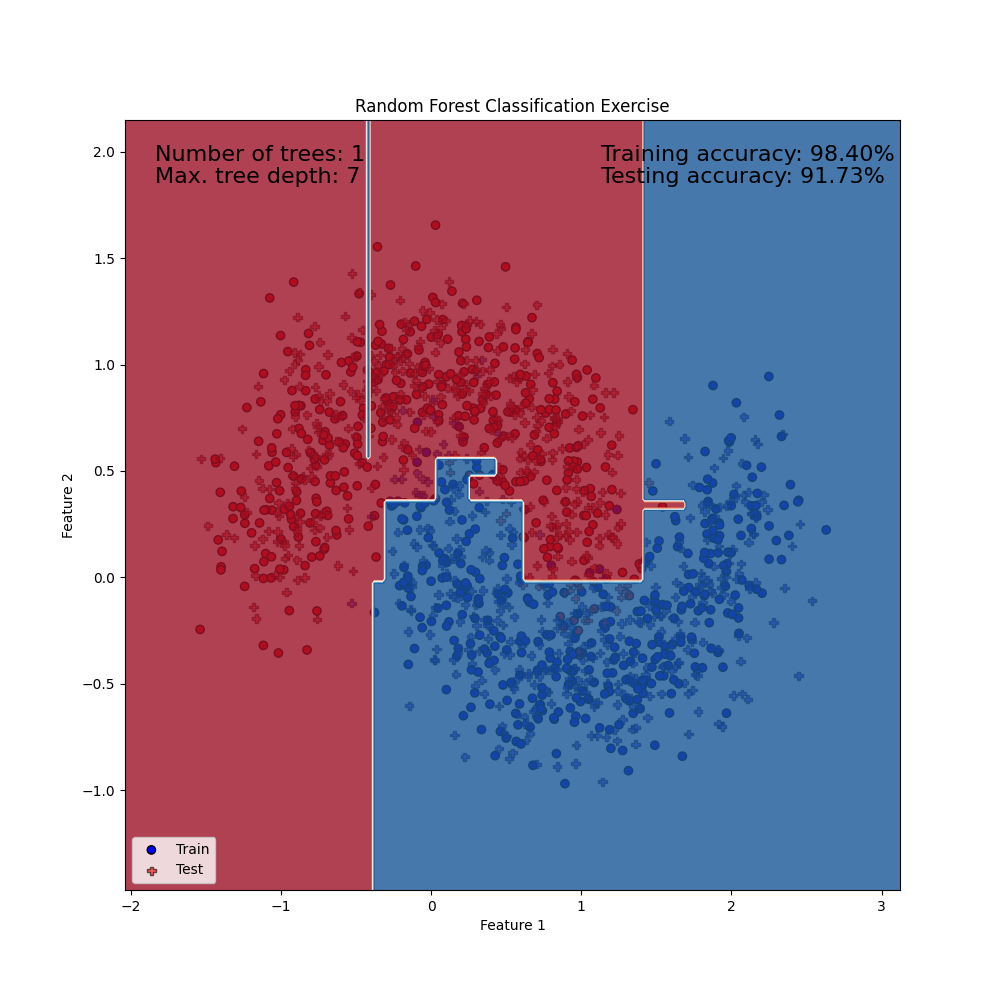 Random Forest Classification Exercise
Number of trees: 1
Max. tree depth: 7
Training accuracy: 98.40%
Testing accuracy: 91.73%
2.0
1.5
1.0
0.5
0.0
−0.5
−1.0
Feature 2
Train
Test
−2 −1 0 1 2 3
Feature 1